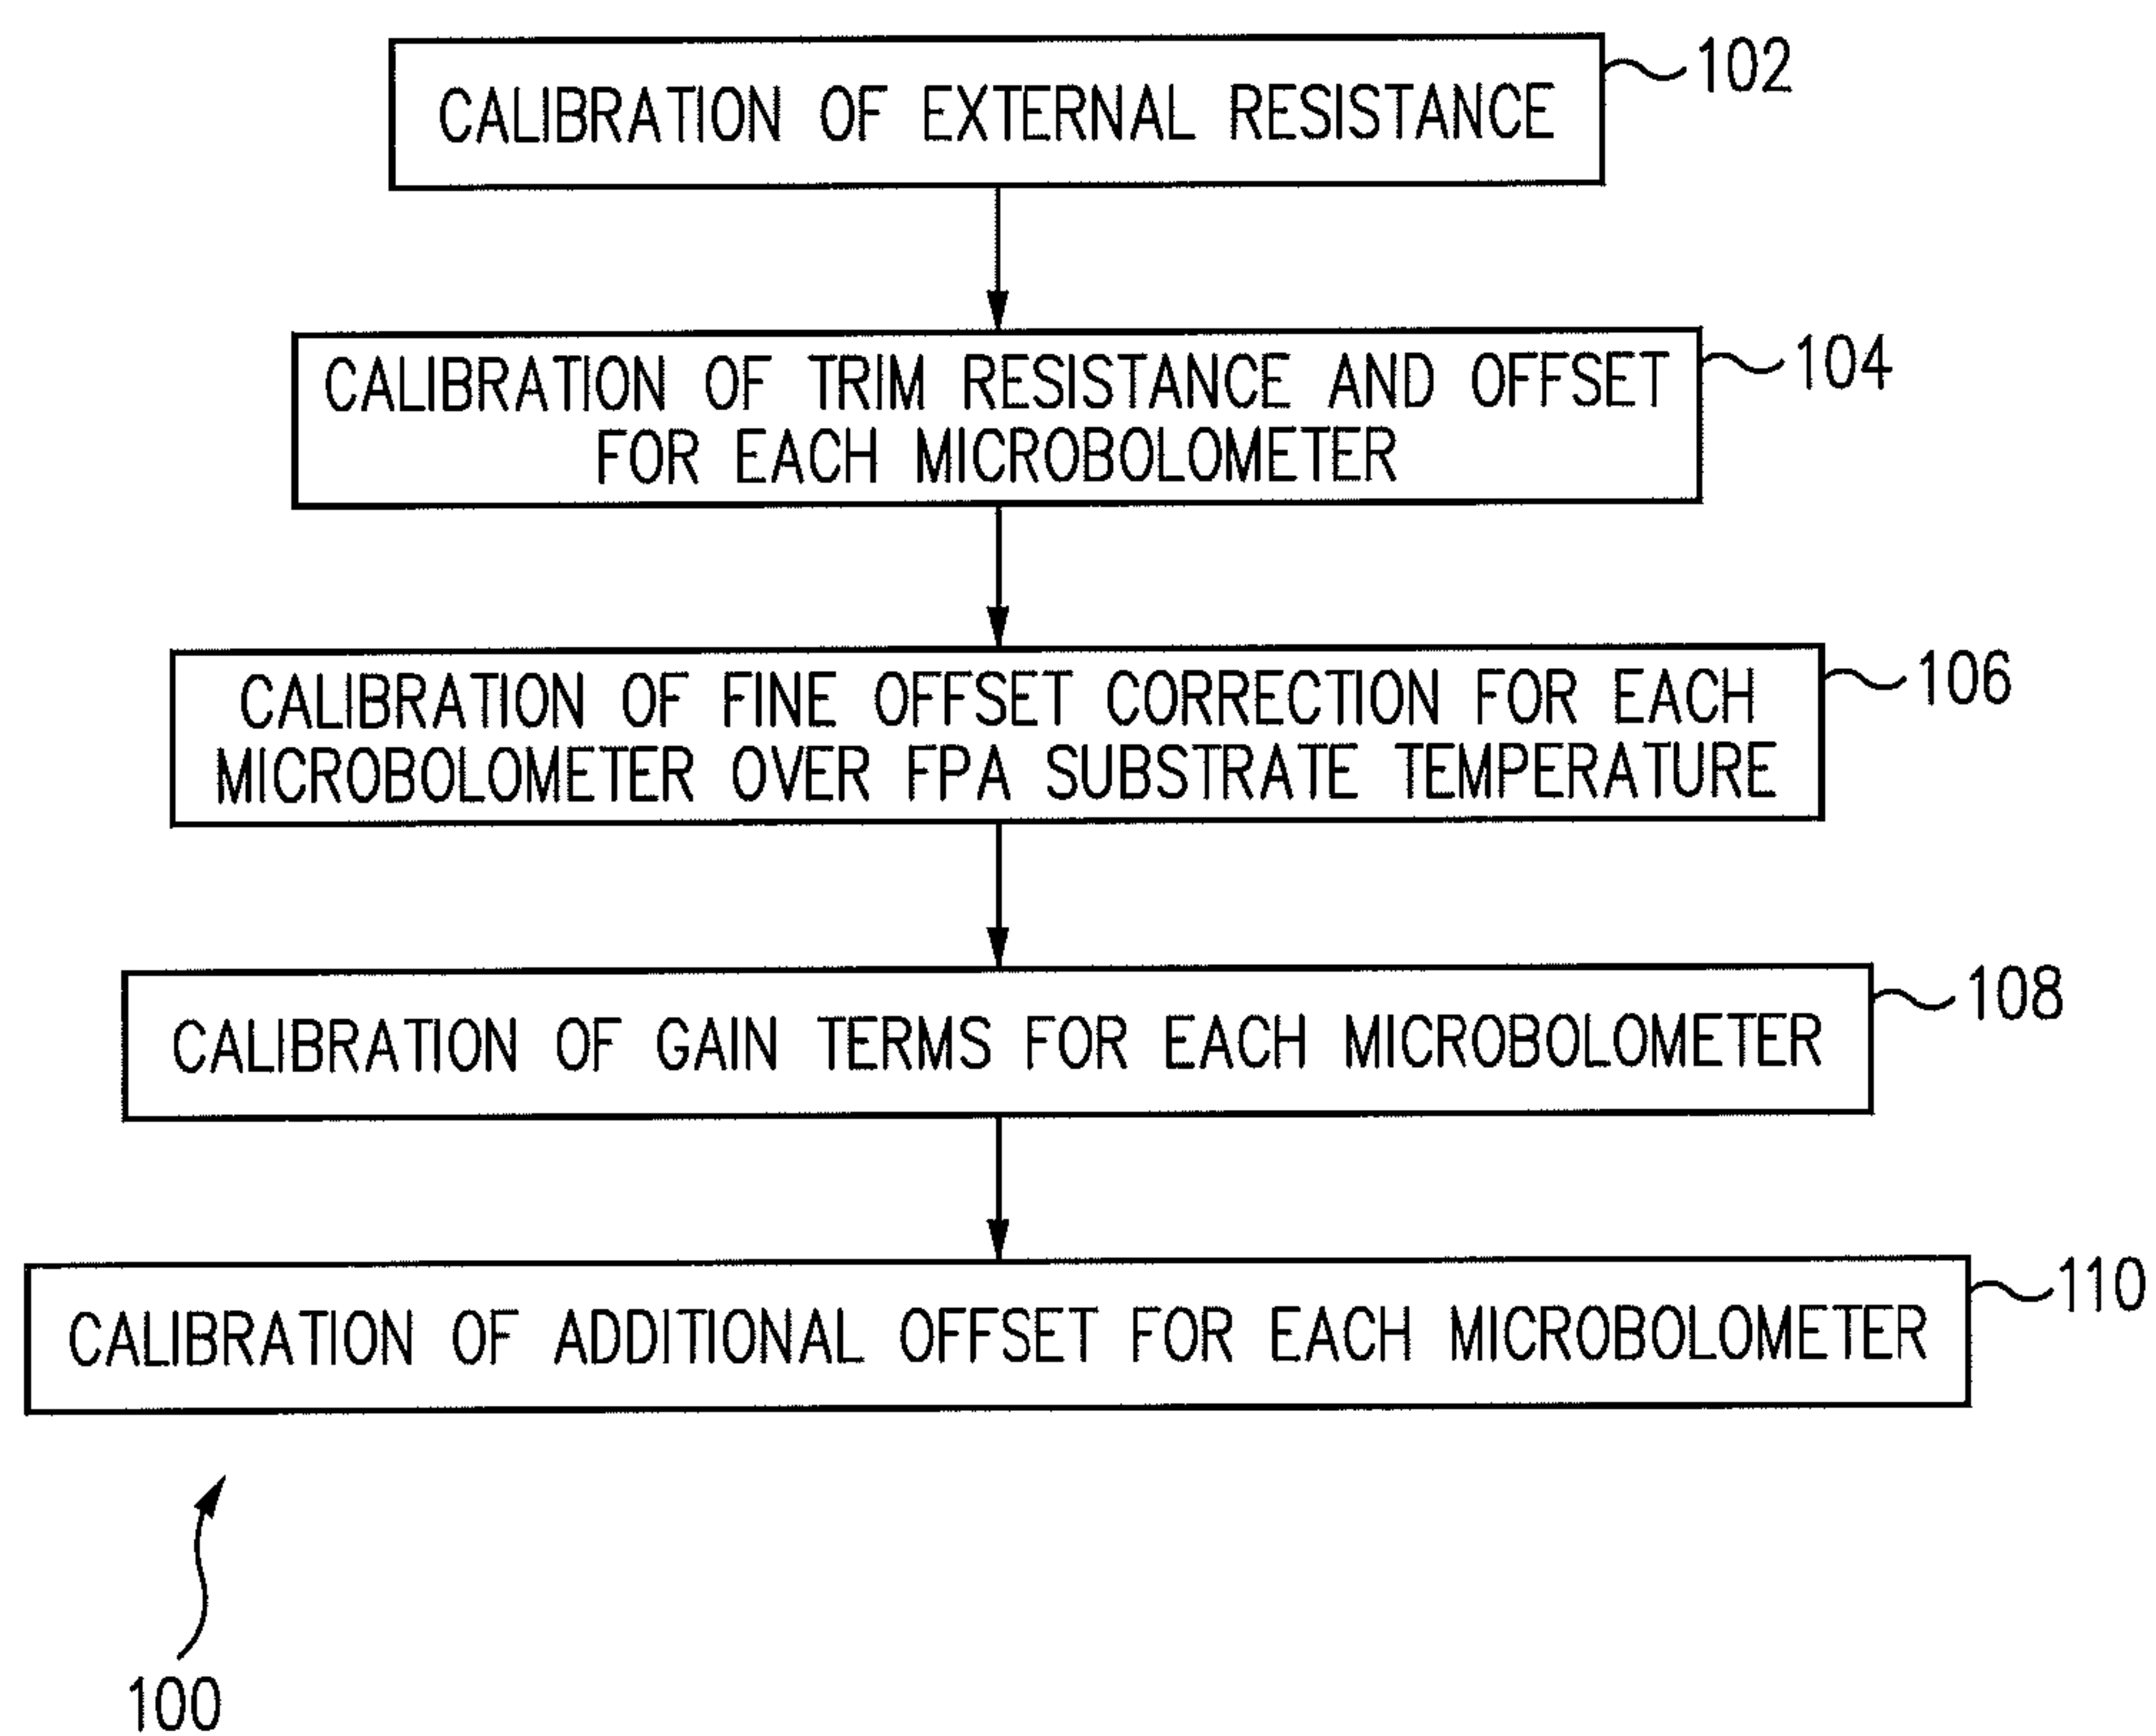 CALIBRATION OF EXTERNAL RESISTANCE
102
CALIBRATION OF TRIM RESISTANCE AND OFFSET
FOR EACH MICROBOLOMETER
104
CALIBRATION OF FINE OFFSET CORRECTION FOR EACH
MICROBOLOMETER OVER FPA SUBSTRATE TEMPERATURE
106
CALIBRATION OF GAIN TERMS FOR EACH MICROBOLOMETER
108
CALIBRATION OF ADDITIONAL OFFSET FOR EACH MICROBOLOMETER
110
100